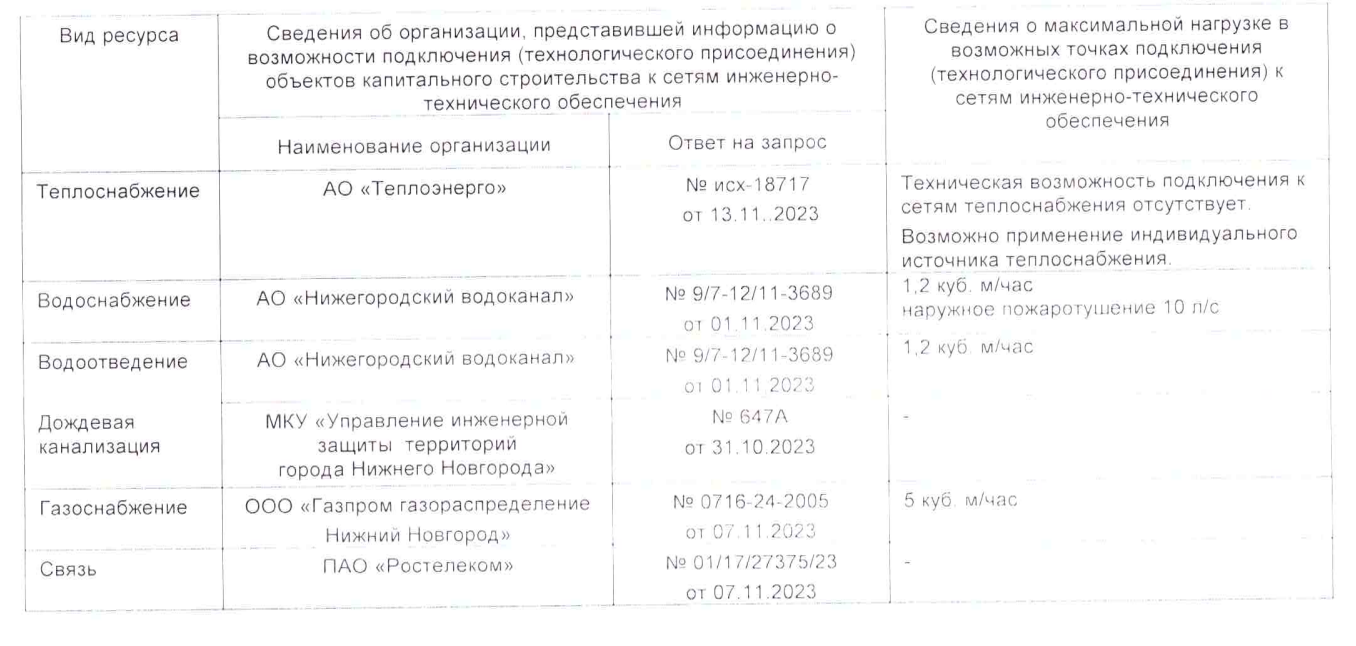 Вид ресурса
Сведения об организации, представившей информацию о
возможности подключения (технологического присоединения)
объектов капитального строительства к сетям инженерно-
технического обеспечения
Сведения о максимальной нагрузке в
возможных точках подключения
(технологического присоединения) к
сетям инженерно-технического
обеспечения
Наименование организации
Ответ на запрос
Теплоснабжение
АО «Теплоэнерго»
№ исх-18717
от 13.11..2023
Техническая возможность подключения к
сетям теплоснабжения отсутствует.
Возможно применение индивидуального
источника теплоснабжения.
Водоснабжение
АО «Нижегородский водоканал»
№ 9/7-12/11-3689
от 01.11.2023
1,2 куб. м/час
наружное пожаротушение 10 л/с
Водоотведение
АО «Нижегородский водоканал»
№ 9/7-12/11-3689
от 01.11.2023
1,2 куб. м/час
Дождевая
канализация
МКУ «Управление инженерной
защиты территорий
города Нижнего Новгорода»
№ 647А
от 31.10.2023
-
Газоснабжение
ООО «Газпром газораспределение
Нижний Новгород»
№ 0716-24-2005
от 07.11.2023
5 куб. м/час
Связь
ПАО «Ростелеком»
№ 01/17/27375/23
от 07.11.2023
-